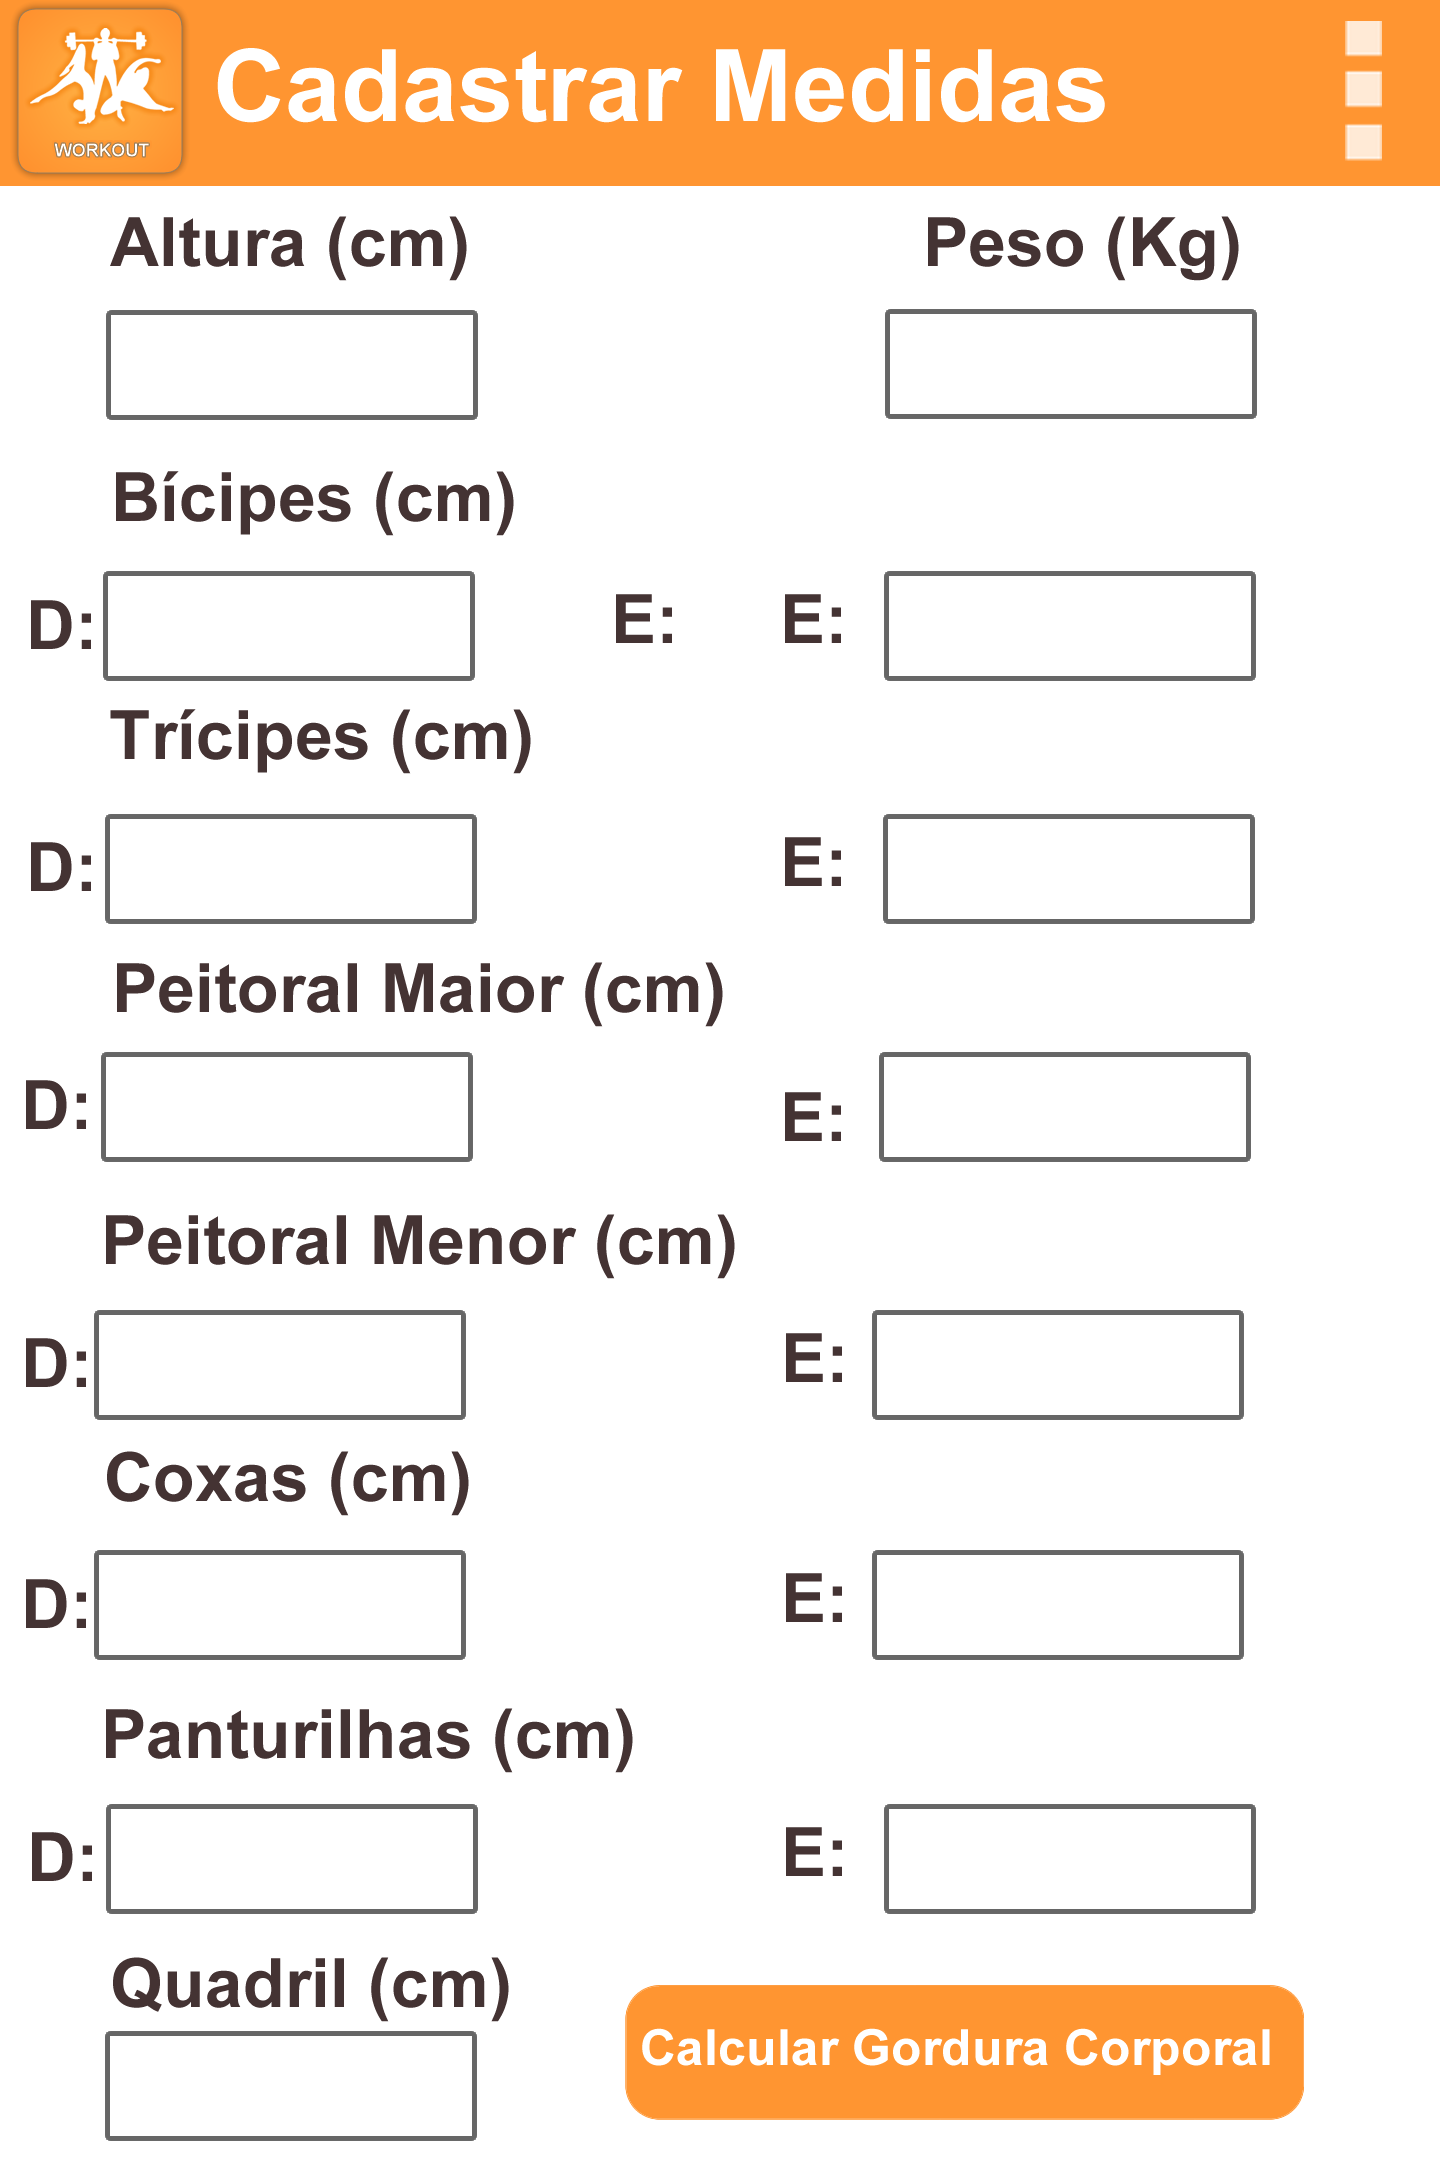 WORKOUT
Cadastrar Medidas
Altura (cm) Peso (Kg)
Bícipes (cm)
D: E: E:
Trícipes (cm)
D: E:
Peitoral Maior (cm)
D: E:
Peitoral Menor (cm)
D: E:
Coxas (cm)
D: E:
Panturilhas (cm)
D: E:
Quadril (cm)
Calcular Gordura Corporal